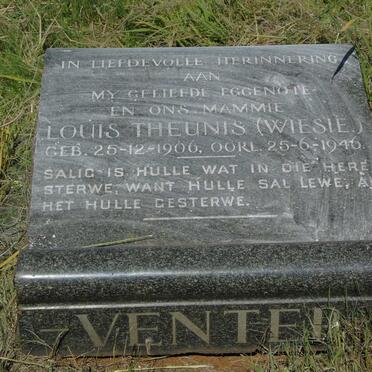 IN LIEFDEVOLLE HERINNERING
AAN
MY GELIEFDE EGGENOTE
EN ONS MAMMIE
LOUIS THEUNIS (WIESIE.)
GEB. 25-12-1906, OORL. 25-6-1946.
SALIG IS HULLE WAT IN DIE HERE
STERWE, WANT HULLE SAL LEWE, AL
HET HULLE GESTERWE.
-VENTER